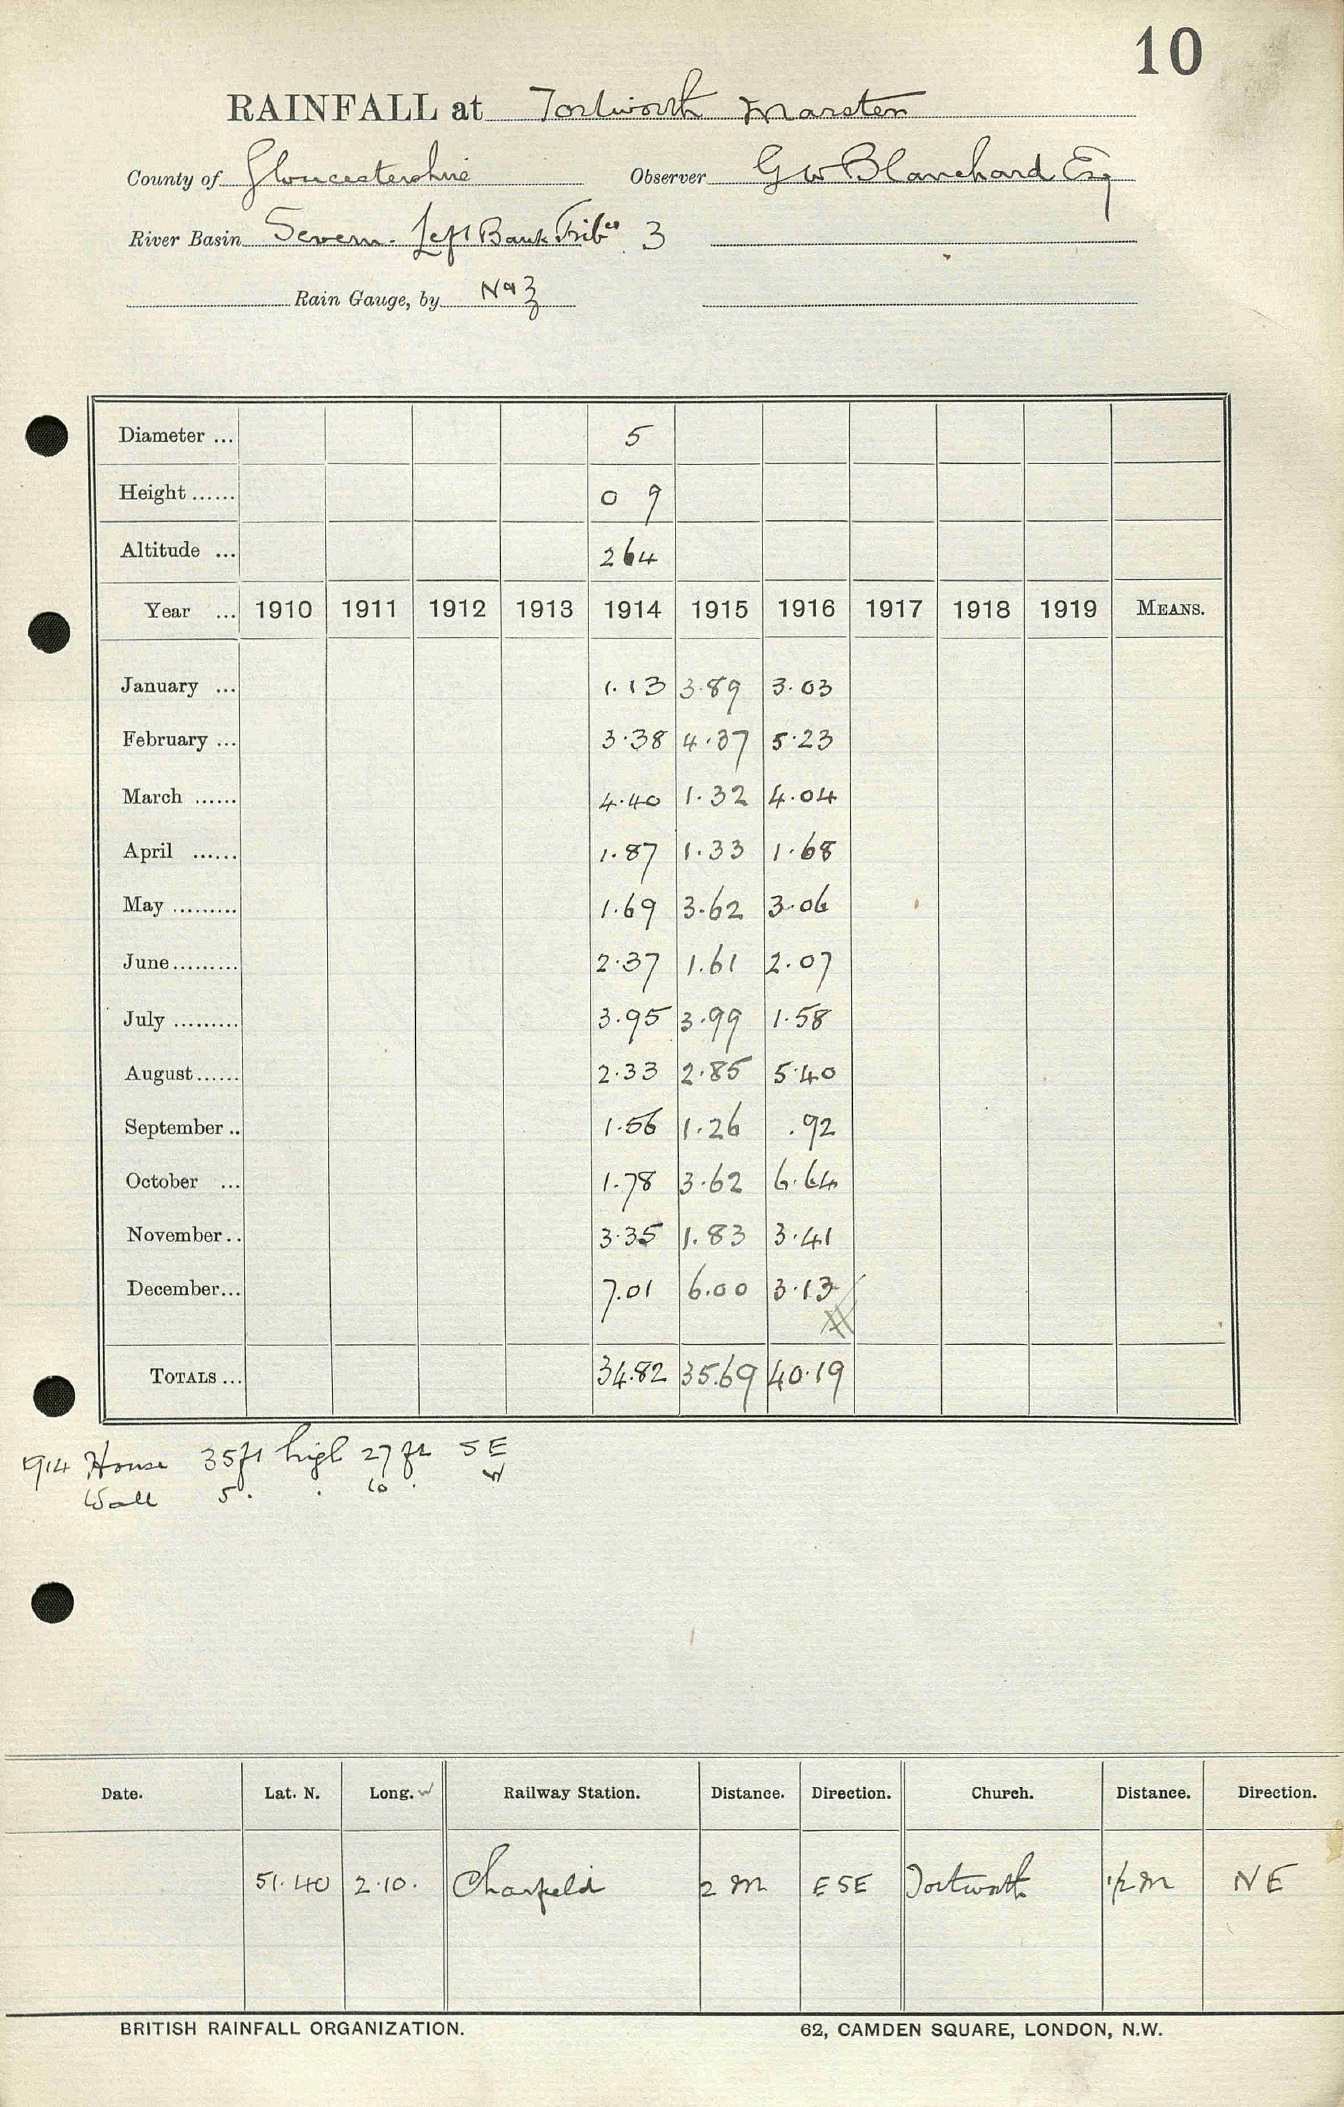 10
RAINFALL at Tortworth Marsten
County of Gloucestershire Observer G W Blanchard Esq
River Basin Severn - Left Bank Tribes 3
Rain Gauge, by
Diameter ... 5
Height ...... 0 9
Altitude ... 264
Year ... 1910 1911 1912 1913 1914 1915 1916 1917 1918 1919 MEANS.
January ... 1.13 3.89 3.03
February ... 3.38 4.37 5.23
March ...... 4.40 1.32 4.04
April ...... 1.87 1.33 1.68
May ......... 1.69 3.62 3.06
June ......... 2.37 1.61 2.07
July ......... 3.95 3.99 1.58
August ...... 2.33 2.85 5.40
September .. 1.56 1.26 .92
October ... 1.78 3.62 6.64
November .. 3.35 1.83 3.41
December ... 7.01 6.00 3.13
TOTALS ... 34.82 35.69 40.19
1914 House 35ft high 27 ft SE
Wall 5 . . 10 . W
Date. Lat. N. Long. W Railway Station. Distance. Direction. Church. Distance. Direction.
51.40 2.10. Charfield 2 m ESE Tortworth 1/2 m NE
BRITISH RAINFALL ORGANIZATION. 62, CAMDEN SQUARE, LONDON, N.W.